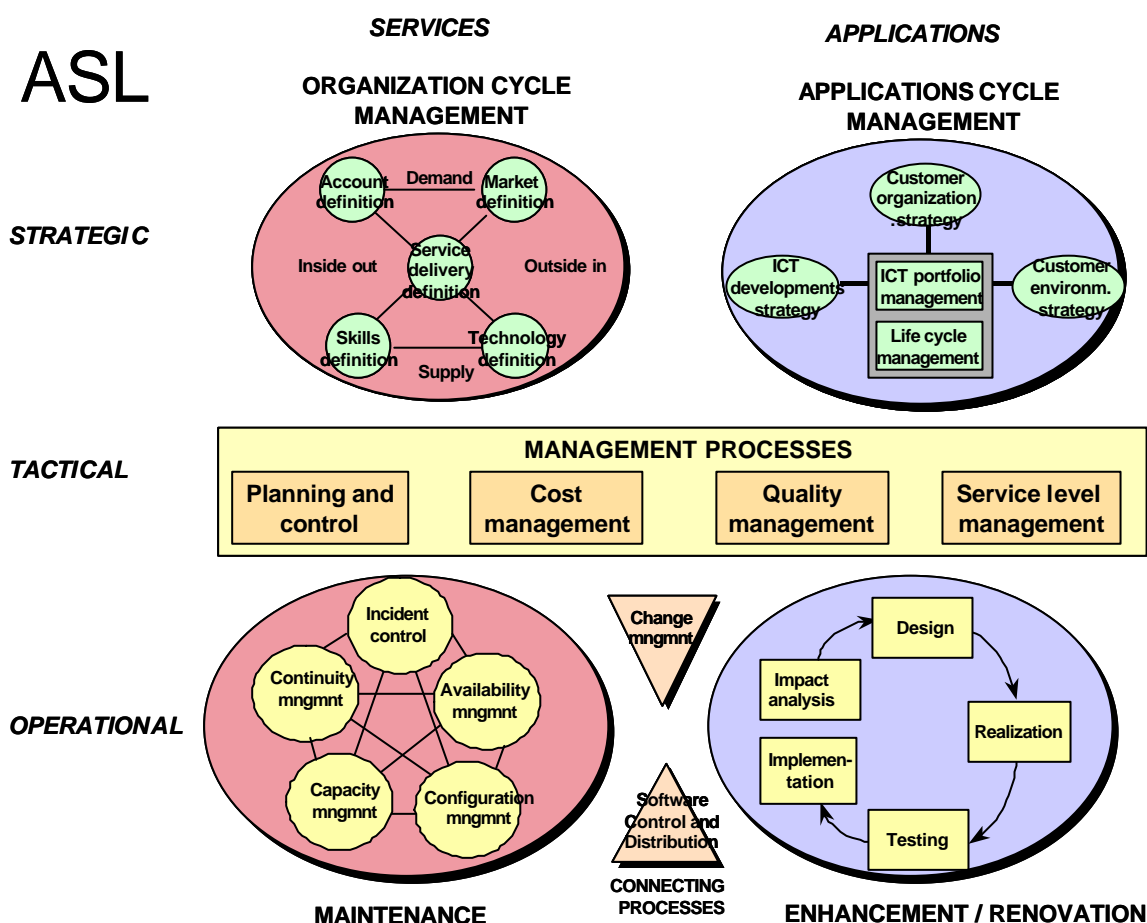 ASL
SERVICES
APPLICATIONS
ORGANIZATION CYCLE
MANAGEMENT
APPLICATIONS CYCLE
MANAGEMENT
STRATEGIC
Account
definition
Demand
Market
definition
Inside out
Service
delivery
definition
Outside in
Skills
definition
Supply
Technology
definition
Customer
organization
.strategy
ICT
developments
strategy
ICT portfolio
management
Customer
environm.
strategy
Life cycle
management
TACTICAL
MANAGEMENT PROCESSES
Planning and
control
Cost
management
Quality
management
Service level
management
OPERATIONAL
Incident
control
Continuity
mngmnt
Availability
mngmnt
Capacity
mngmnt
Configuration
mngmnt
Change
mngmnt
Software
Control and
Distribution
CONNECTING
PROCESSES
Design
Impact
analysis
Realization
Implemen-
tation
Testing
MAINTENANCE
ENHANCEMENT / RENOVATION